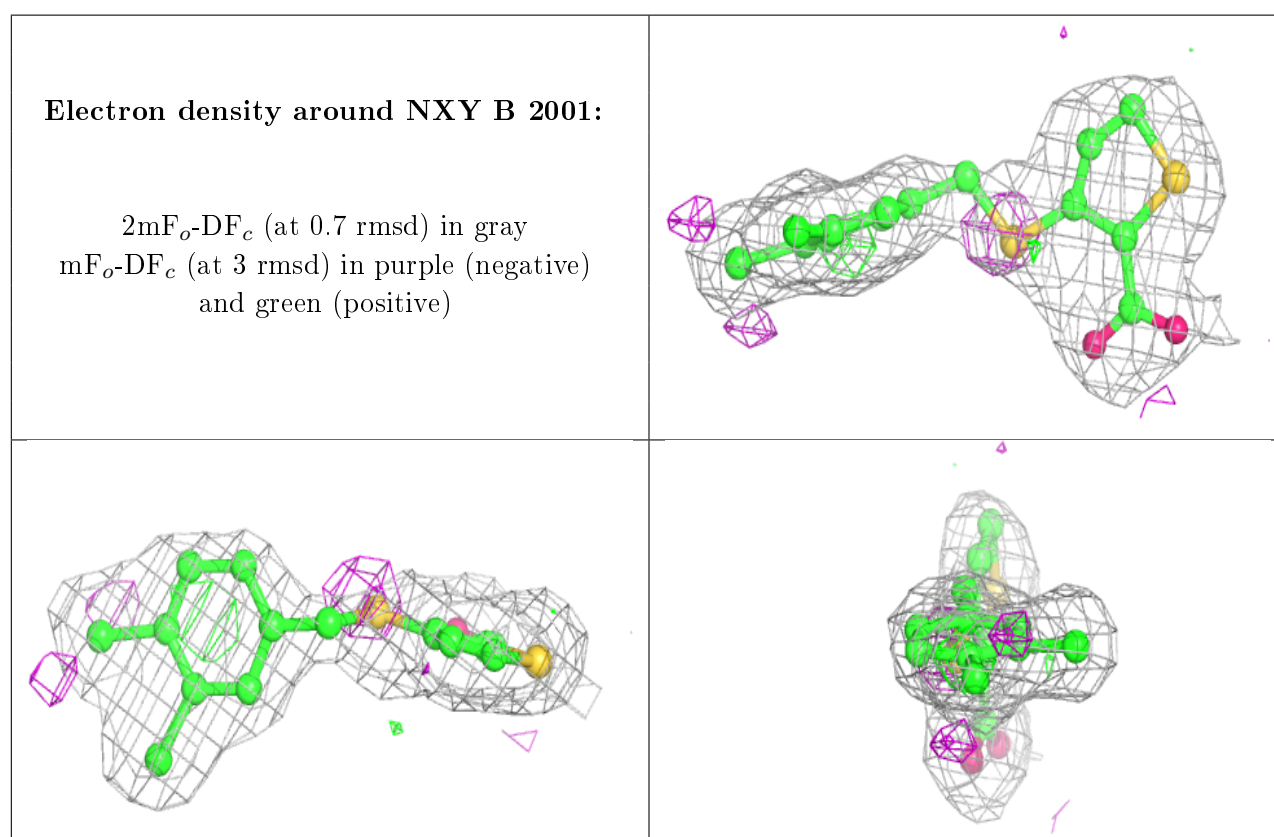 Electron density around NXY B 2001:
2mFo-DFc (at 0.7 rmsd) in gray
mFo-DFc (at 3 rmsd) in purple (negative)
and green (positive)